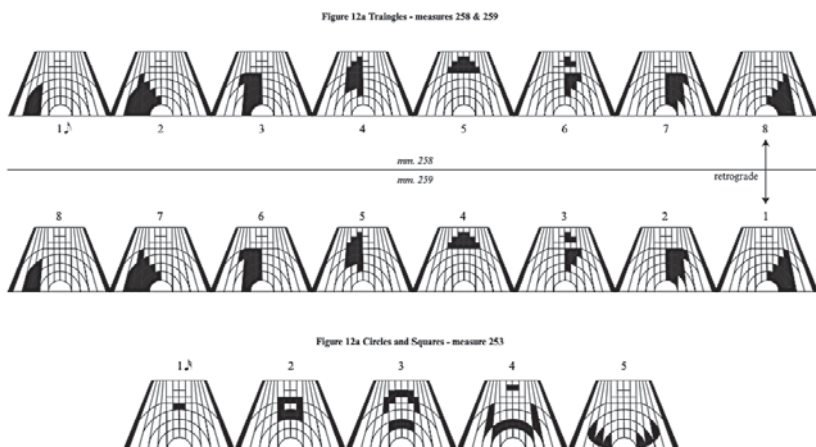 Figure 12a Traingles - measures 258 & 259
1 2 3 4 5 6 7 8
mm. 258
mm. 259
retrograde
8 7 6 5 4 3 2 1
Figure 12a Circles and Squares - measure 253
1 2 3 4 5